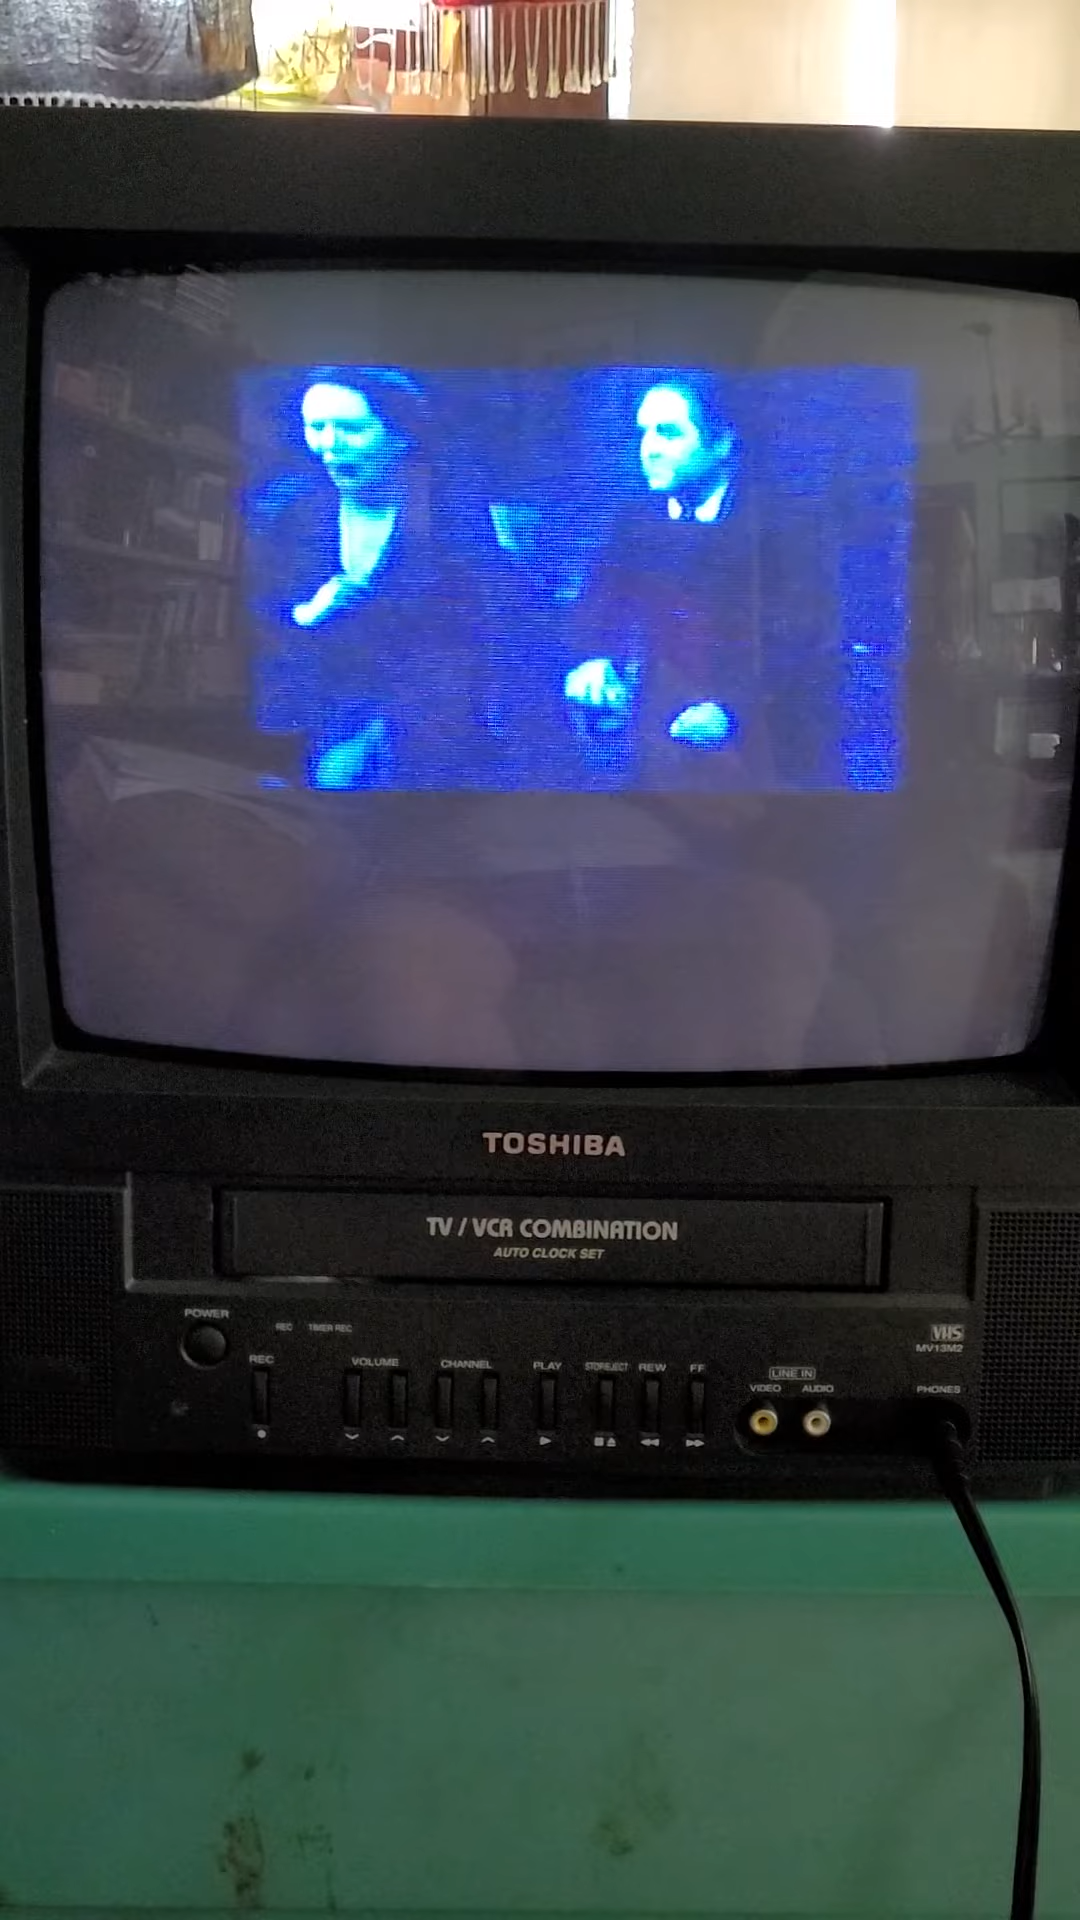 TOSHIBA
TV / VCR COMBINATION
AUTO CLOCK SET
POWER
REC TIMER REC
VHS
MV13M2
REC VOLUME CHANNEL PLAY STOP/EJECT REW FF
LINE IN
VIDEO AUDIO PHONES